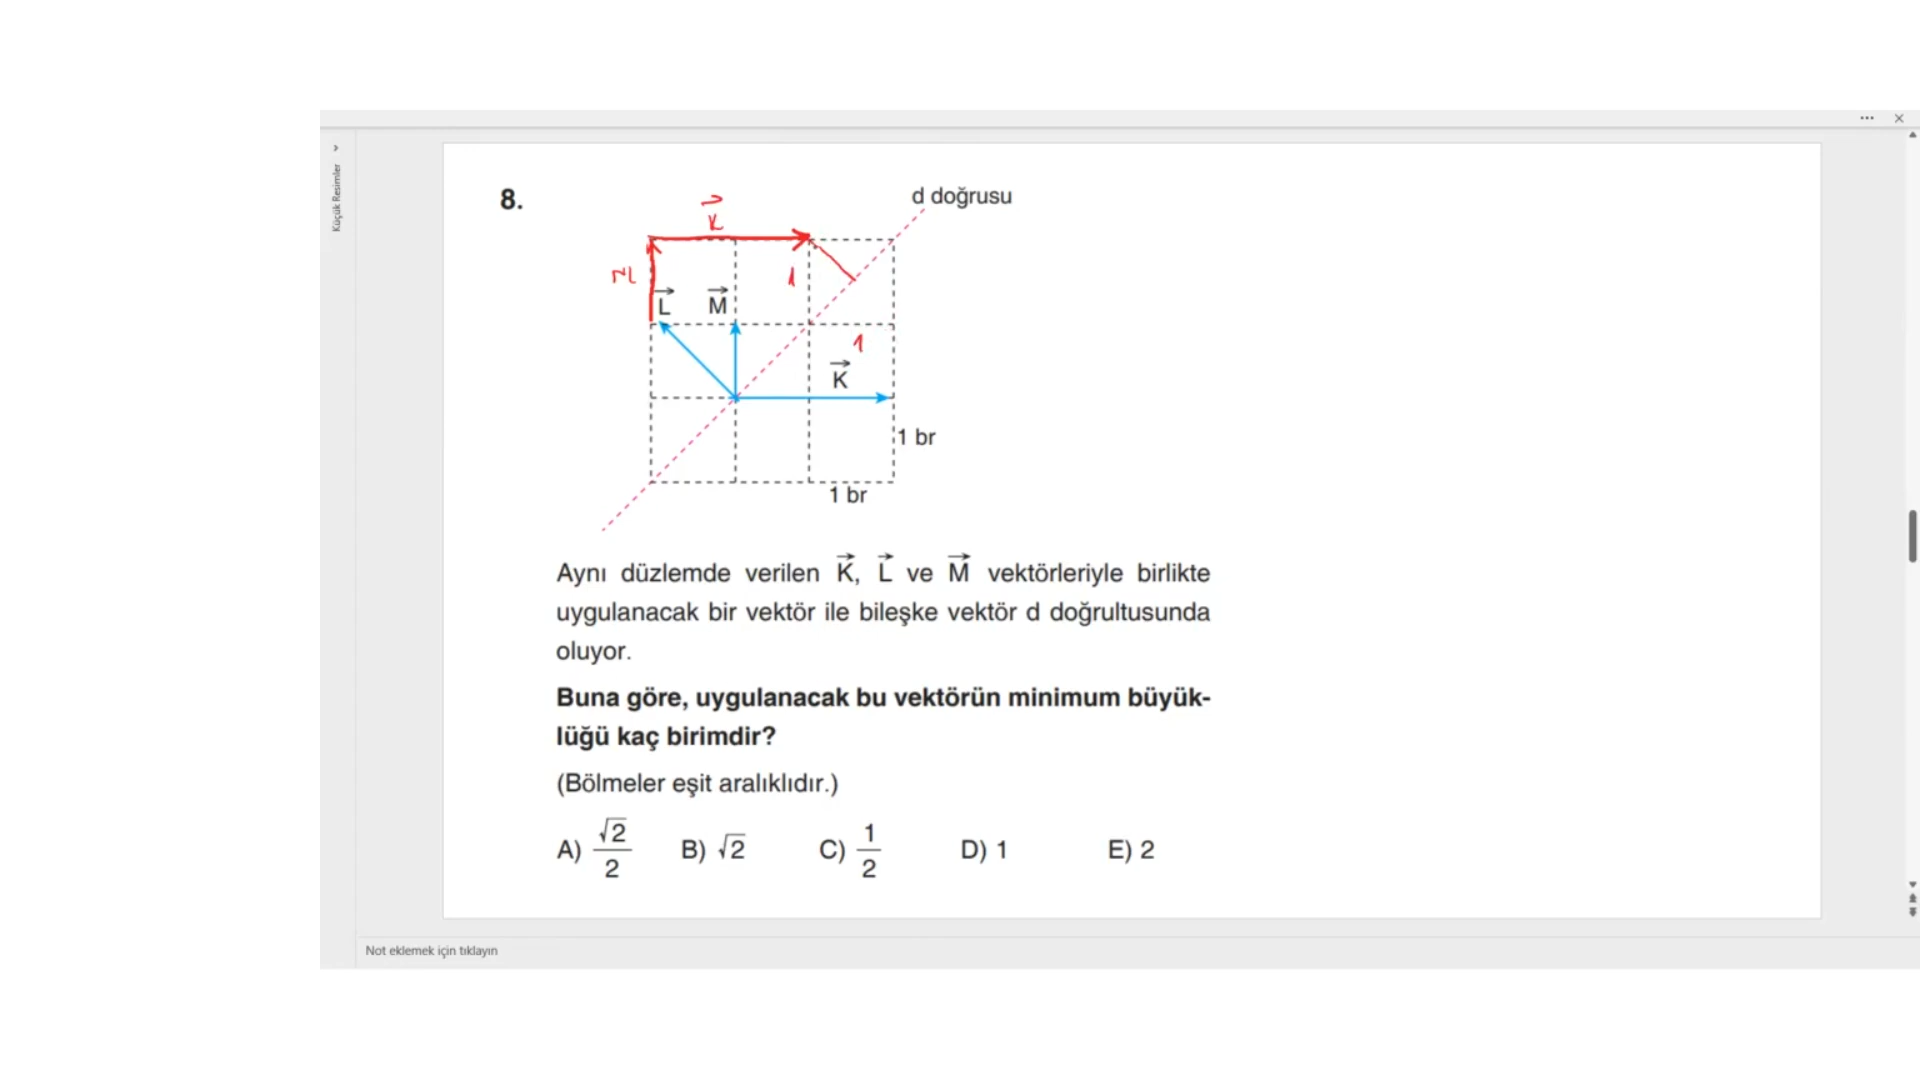 Küçük Resimler
8.
d doğrusu
K
M
1
L M
1
K
1 br
1 br
Aynı düzlemde verilen K, L ve M vektörleriyle birlikte
uygulanacak bir vektör ile bileşke vektör d doğrultusunda
oluyor.
Buna göre, uygulanacak bu vektörün minimum büyük-
lüğü kaç birimdir?
(Bölmeler eşit aralıklıdır.)
A) √2/2 B) √2 C) 1/2 D) 1 E) 2
Not eklemek için tıklayın